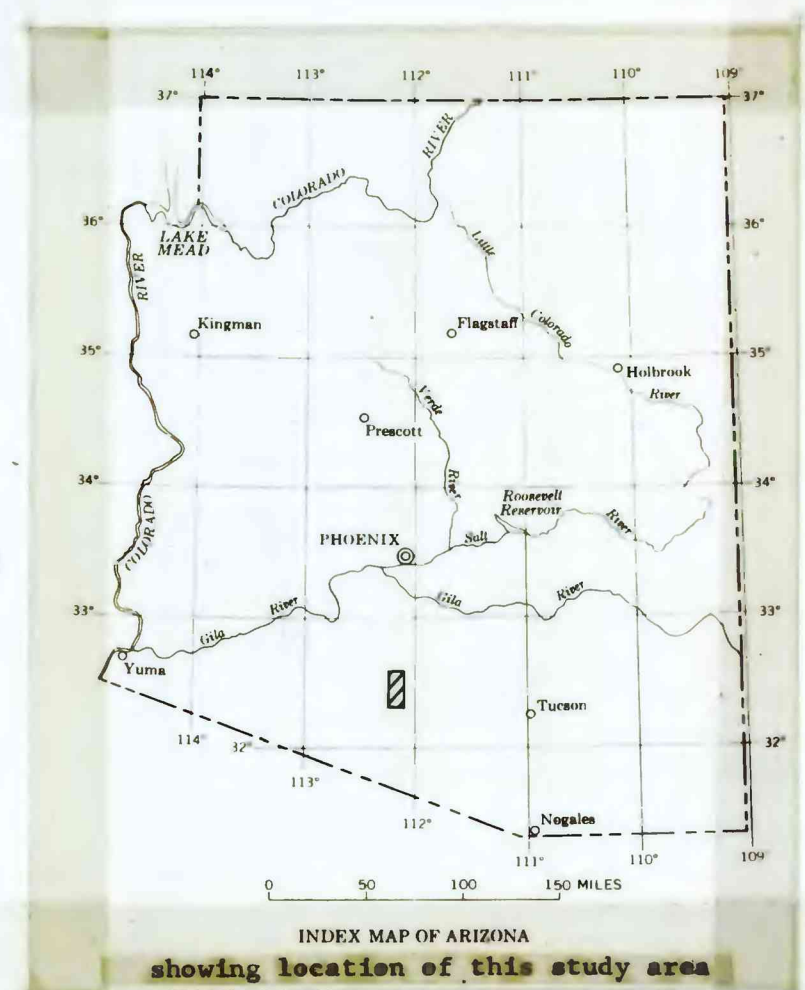 114° 113° 112° 111° 110° 109°
37° 37°
RIVER
COLORADO
36° 36°
LAKE
MEAD
Little
RIVER
Kingman
Flagstaff
Colorado
35° 35°
Holbrook
River
Verde
Prescott
34° 34°
River
Roosevelt
Reservoir
River
COLORADO
PHOENIX
Salt
33° 33°
Gila River
Gila River
Yuma
Tucson
114° 32° 32°
113°
112°
Nogales
111° 110° 109
0 50 100 150 MILES
INDEX MAP OF ARIZONA
showing location of this study area